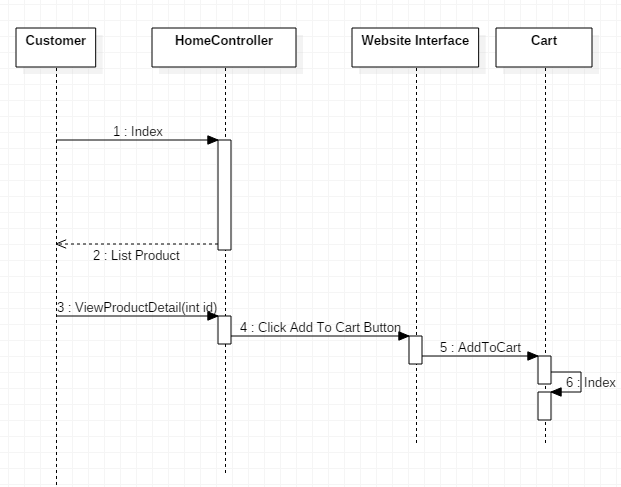 Customer
HomeController
Website Interface
Cart
1 : Index
2 : List Product
3 : ViewProductDetail(int id)
4 : Click Add To Cart Button
5 : AddToCart
6 : Index